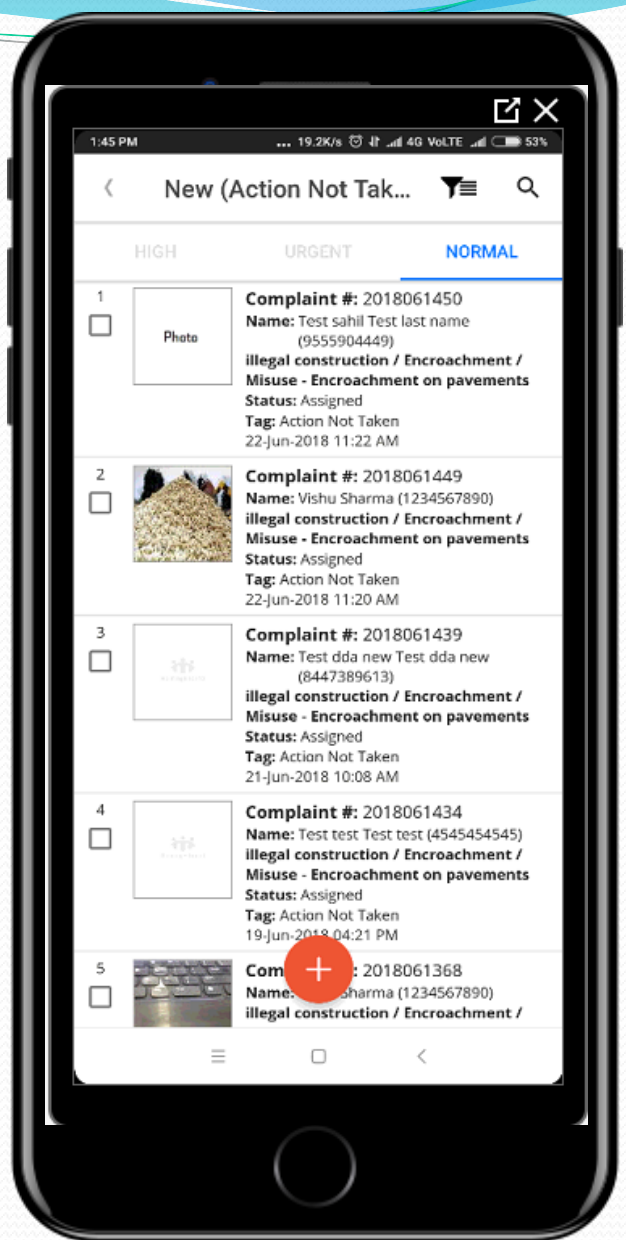 1:45 PM ... 19.2K/s 4G VoLTE 53%
New (Action Not Tak...
HIGH URGENT NORMAL
1
Photo
Complaint #: 2018061450
Name: Test sahil Test last name
(9555904449)
illegal construction / Encroachment /
Misuse - Encroachment on pavements
Status: Assigned
Tag: Action Not Taken
22-Jun-2018 11:22 AM
2
Complaint #: 2018061449
Name: Vishu Sharma (1234567890)
illegal construction / Encroachment /
Misuse - Encroachment on pavements
Status: Assigned
Tag: Action Not Taken
22-Jun-2018 11:20 AM
3
Complaint #: 2018061439
Name: Test dda new Test dda new
(8447389613)
illegal construction / Encroachment /
Misuse - Encroachment on pavements
Status: Assigned
Tag: Action Not Taken
21-Jun-2018 10:08 AM
4
Complaint #: 2018061434
Name: Test test Test test (4545454545)
illegal construction / Encroachment /
Misuse - Encroachment on pavements
Status: Assigned
Tag: Action Not Taken
19-Jun-2018 04:21 PM
5
Com : 2018061368
Name: Sharma (1234567890)
illegal construction / Encroachment /